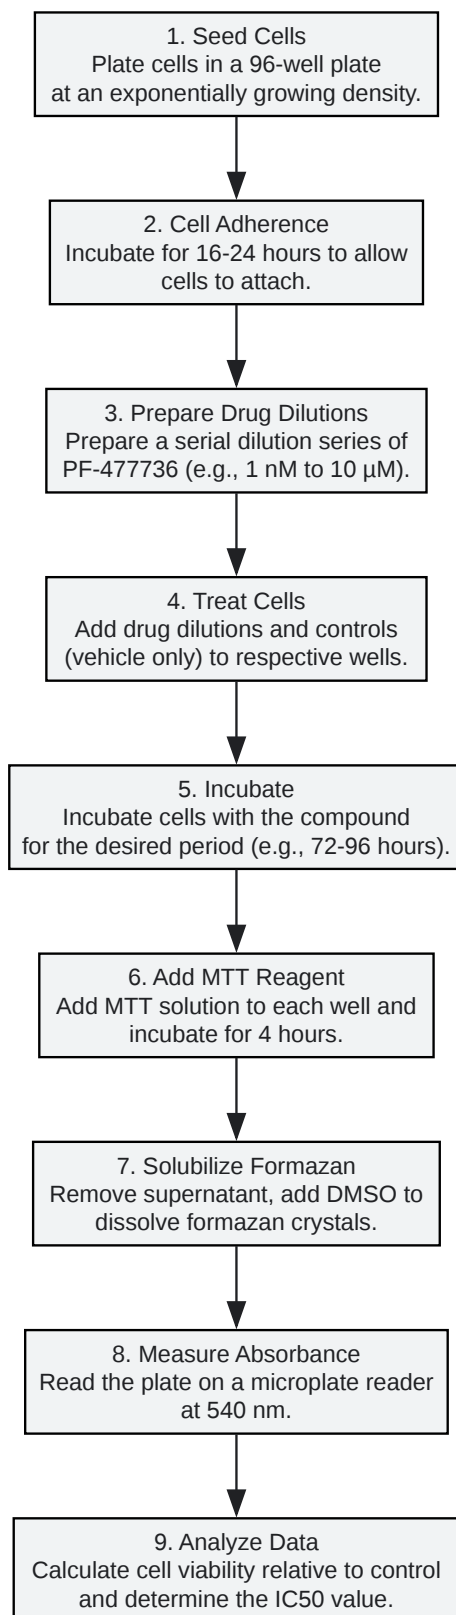 1. Seed Cells
Plate cells in a 96-well plate
at an exponentially growing density.
2. Cell Adherence
Incubate for 16-24 hours to allow
cells to attach.
3. Prepare Drug Dilutions
Prepare a serial dilution series of
PF-477736 (e.g., 1 nM to 10 µM).
4. Treat Cells
Add drug dilutions and controls
(vehicle only) to respective wells.
5. Incubate
Incubate cells with the compound
for the desired period (e.g., 72-96 hours).
6. Add MTT Reagent
Add MTT solution to each well and
incubate for 4 hours.
7. Solubilize Formazan
Remove supernatant, add DMSO to
dissolve formazan crystals.
8. Measure Absorbance
Read the plate on a microplate reader
at 540 nm.
9. Analyze Data
Calculate cell viability relative to control
and determine the IC50 value.